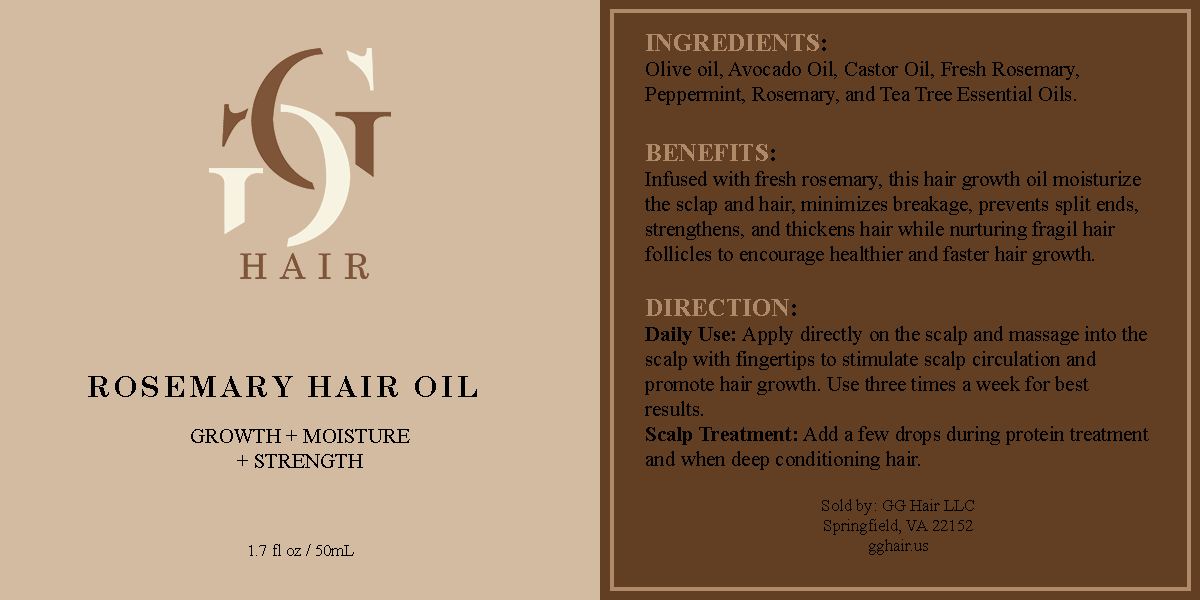 GG
HAIR
ROSEMARY HAIR OIL
GROWTH + MOISTURE
+ STRENGTH
1.7 fl oz / 50mL
INGREDIENTS:
Olive oil, Avocado Oil, Castor Oil, Fresh Rosemary,
Peppermint, Rosemary, and Tea Tree Essential Oils.
BENEFITS:
Infused with fresh rosemary, this hair growth oil moisturize
the sclap and hair, minimizes breakage, prevents split ends,
strengthens, and thickens hair while nurturing fragil hair
follicles to encourage healthier and faster hair growth.
DIRECTION:
Daily Use: Apply directly on the scalp and massage into the
scalp with fingertips to stimulate scalp circulation and
promote hair growth. Use three times a week for best
results.
Scalp Treatment: Add a few drops during protein treatment
and when deep conditioning hair.
Sold by: GG Hair LLC
Springfield, VA 22152
gghair.us